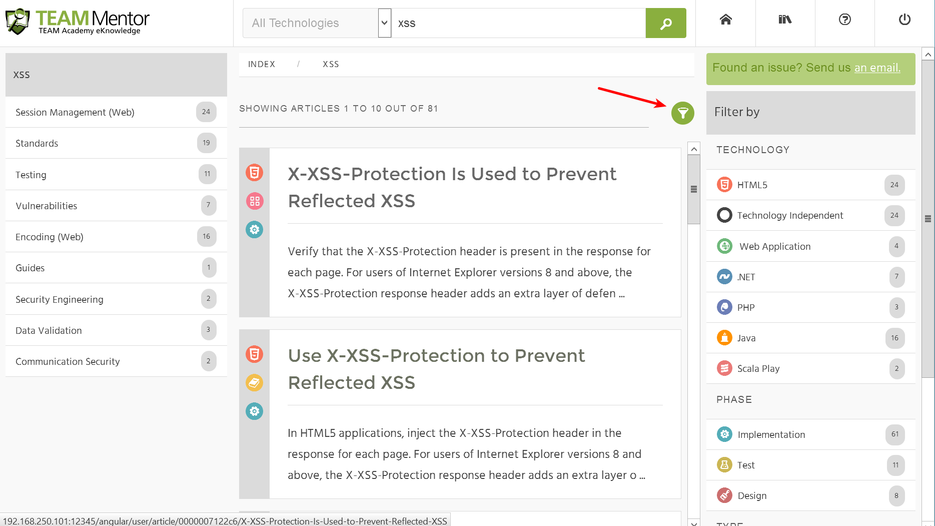 TEAM Mentor
TEAM Academy eKnowledge
All Technologies
xss
XSS
Session Management (Web) 24
Standards 19
Testing 11
Vulnerabilities 7
Encoding (Web) 16
Guides 1
Security Engineering 2
Data Validation 3
Communication Security 2
INDEX / XSS
SHOWING ARTICLES 1 TO 10 OUT OF 81
X-XSS-Protection Is Used to Prevent
Reflected XSS
Verify that the X-XSS-Protection header is present in the response for
each page. For users of Internet Explorer versions 8 and above, the
X-XSS-Protection response header adds an extra layer of defen ...
Use X-XSS-Protection to Prevent
Reflected XSS
In HTML5 applications, inject the X-XSS-Protection header in the
response for each page. For users of Internet Explorer versions 8 and
above, the X-XSS-Protection response header adds an extra layer o ...
Found an issue? Send us an email.
Filter by
TECHNOLOGY
HTML5 24
Technology Independent 24
Web Application 4
.NET 7
PHP 3
Java 16
Scala Play 2
PHASE
Implementation 61
Test 11
Design 8
TYPE
192.168.250.101:12345/angular/user/article/0000007122c6/X-XSS-Protection-Is-Used-to-Prevent-Reflected-XSS